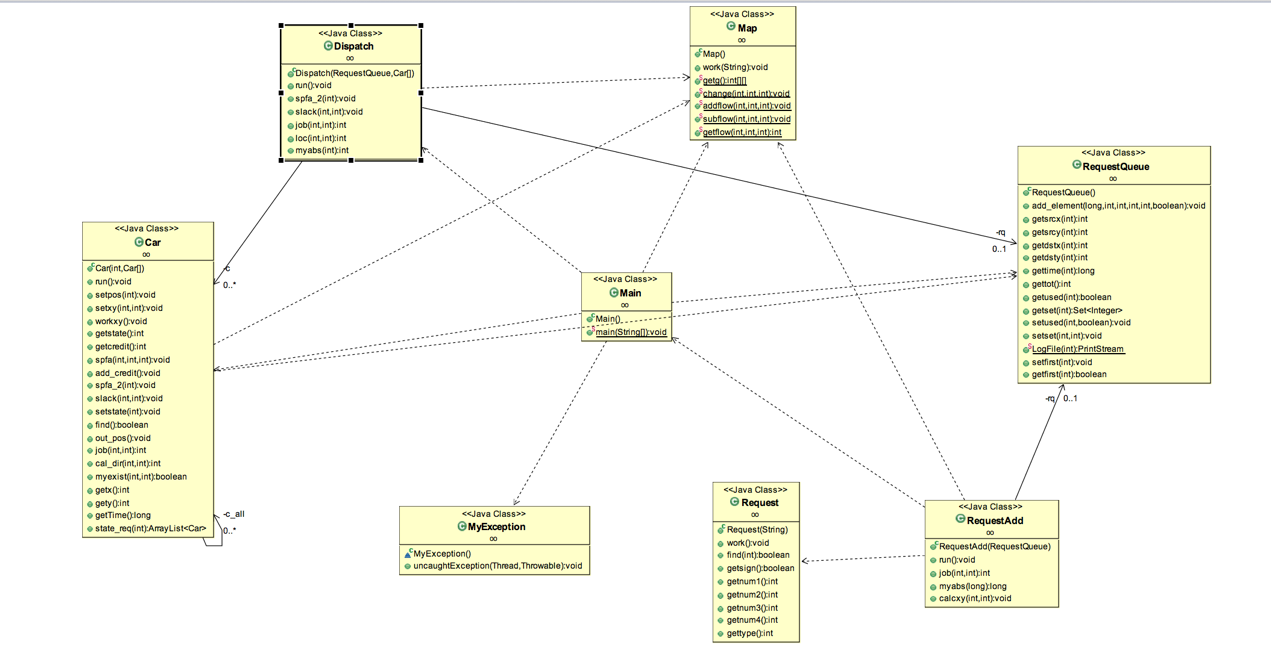 <<Java Class>>
Dispatch
Dispatch(RequestQueue,Car[])
run():void
spfa_2(int):void
slack(int,int):void
job(int,int):int
loc(int,int):int
myabs(int):int
<<Java Class>>
Map
Map()
work(String):void
getg():int[][]
change(int,int,int):void
addflow(int,int,int):void
subflow(int,int,int):void
getflow(int,int,int):int
<<Java Class>>
RequestQueue
RequestQueue()
add_element(long,int,int,int,int,boolean):void
getsrcx(int):int
getsrcy(int):int
getdstx(int):int
getdsty(int):int
gettime(int):long
gettot():int
getused(int):boolean
getset(int):Set<Integer>
setused(int,boolean):void
setset(int,int):void
LogFile(int):PrintStream
setfirst(int):void
getfirst(int):boolean
-rq
0..1
<<Java Class>>
Car
Car(int,Car[])
run():void
setpos(int):void
setxy(int,int):void
workxy():void
getstate():int
getcredit():int
spfa(int,int,int):void
add_credit():void
spfa_2(int):void
slack(int,int):void
setstate(int):void
find():boolean
out_pos():void
job(int,int):int
cal_dir(int,int):int
myexist(int,int):boolean
getx():int
gety():int
getTime():long
state_req(int):ArrayList<Car>
-c
0..*
-c_all
0..*
<<Java Class>>
Main
Main()
main(String[]):void
-rq 0..1
<<Java Class>>
MyException
MyException()
uncaughtException(Thread,Throwable):void
<<Java Class>>
Request
Request(String)
work():void
find(int):boolean
getsign():boolean
getnum1():int
getnum2():int
getnum3():int
getnum4():int
gettype():int
<<Java Class>>
RequestAdd
RequestAdd(RequestQueue)
run():void
job(int,int):int
myabs(long):long
calcxy(int,int):void